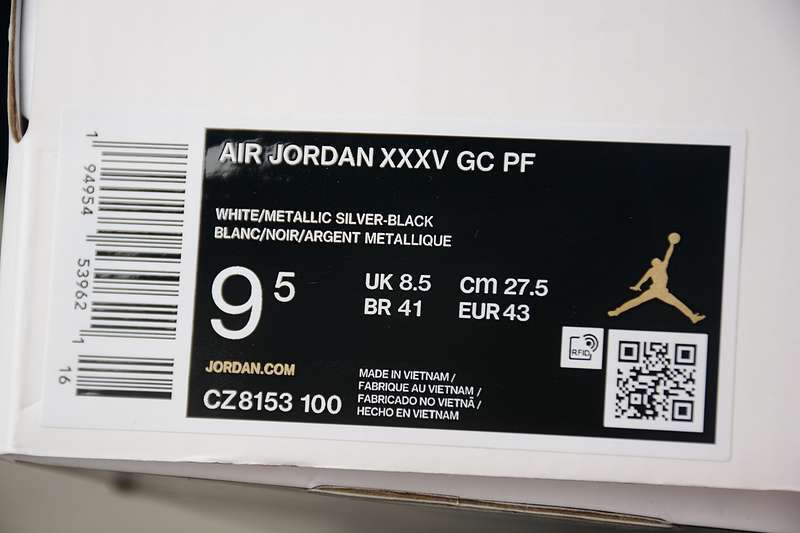 AIR JORDAN XXXV GC PF
WHITE/METALLIC SILVER-BLACK
BLANC/NOIR/ARGENT METALLIQUE
9 5
UK 8.5 cm 27.5
BR 41 EUR 43
RFID
JORDAN.COM
CZ8153 100
MADE IN VIETNAM /
FABRIQUE AU VIETNAM /
FABRICADO NO VIETNÃ /
HECHO EN VIETNAM
1 94954 53962 1
16